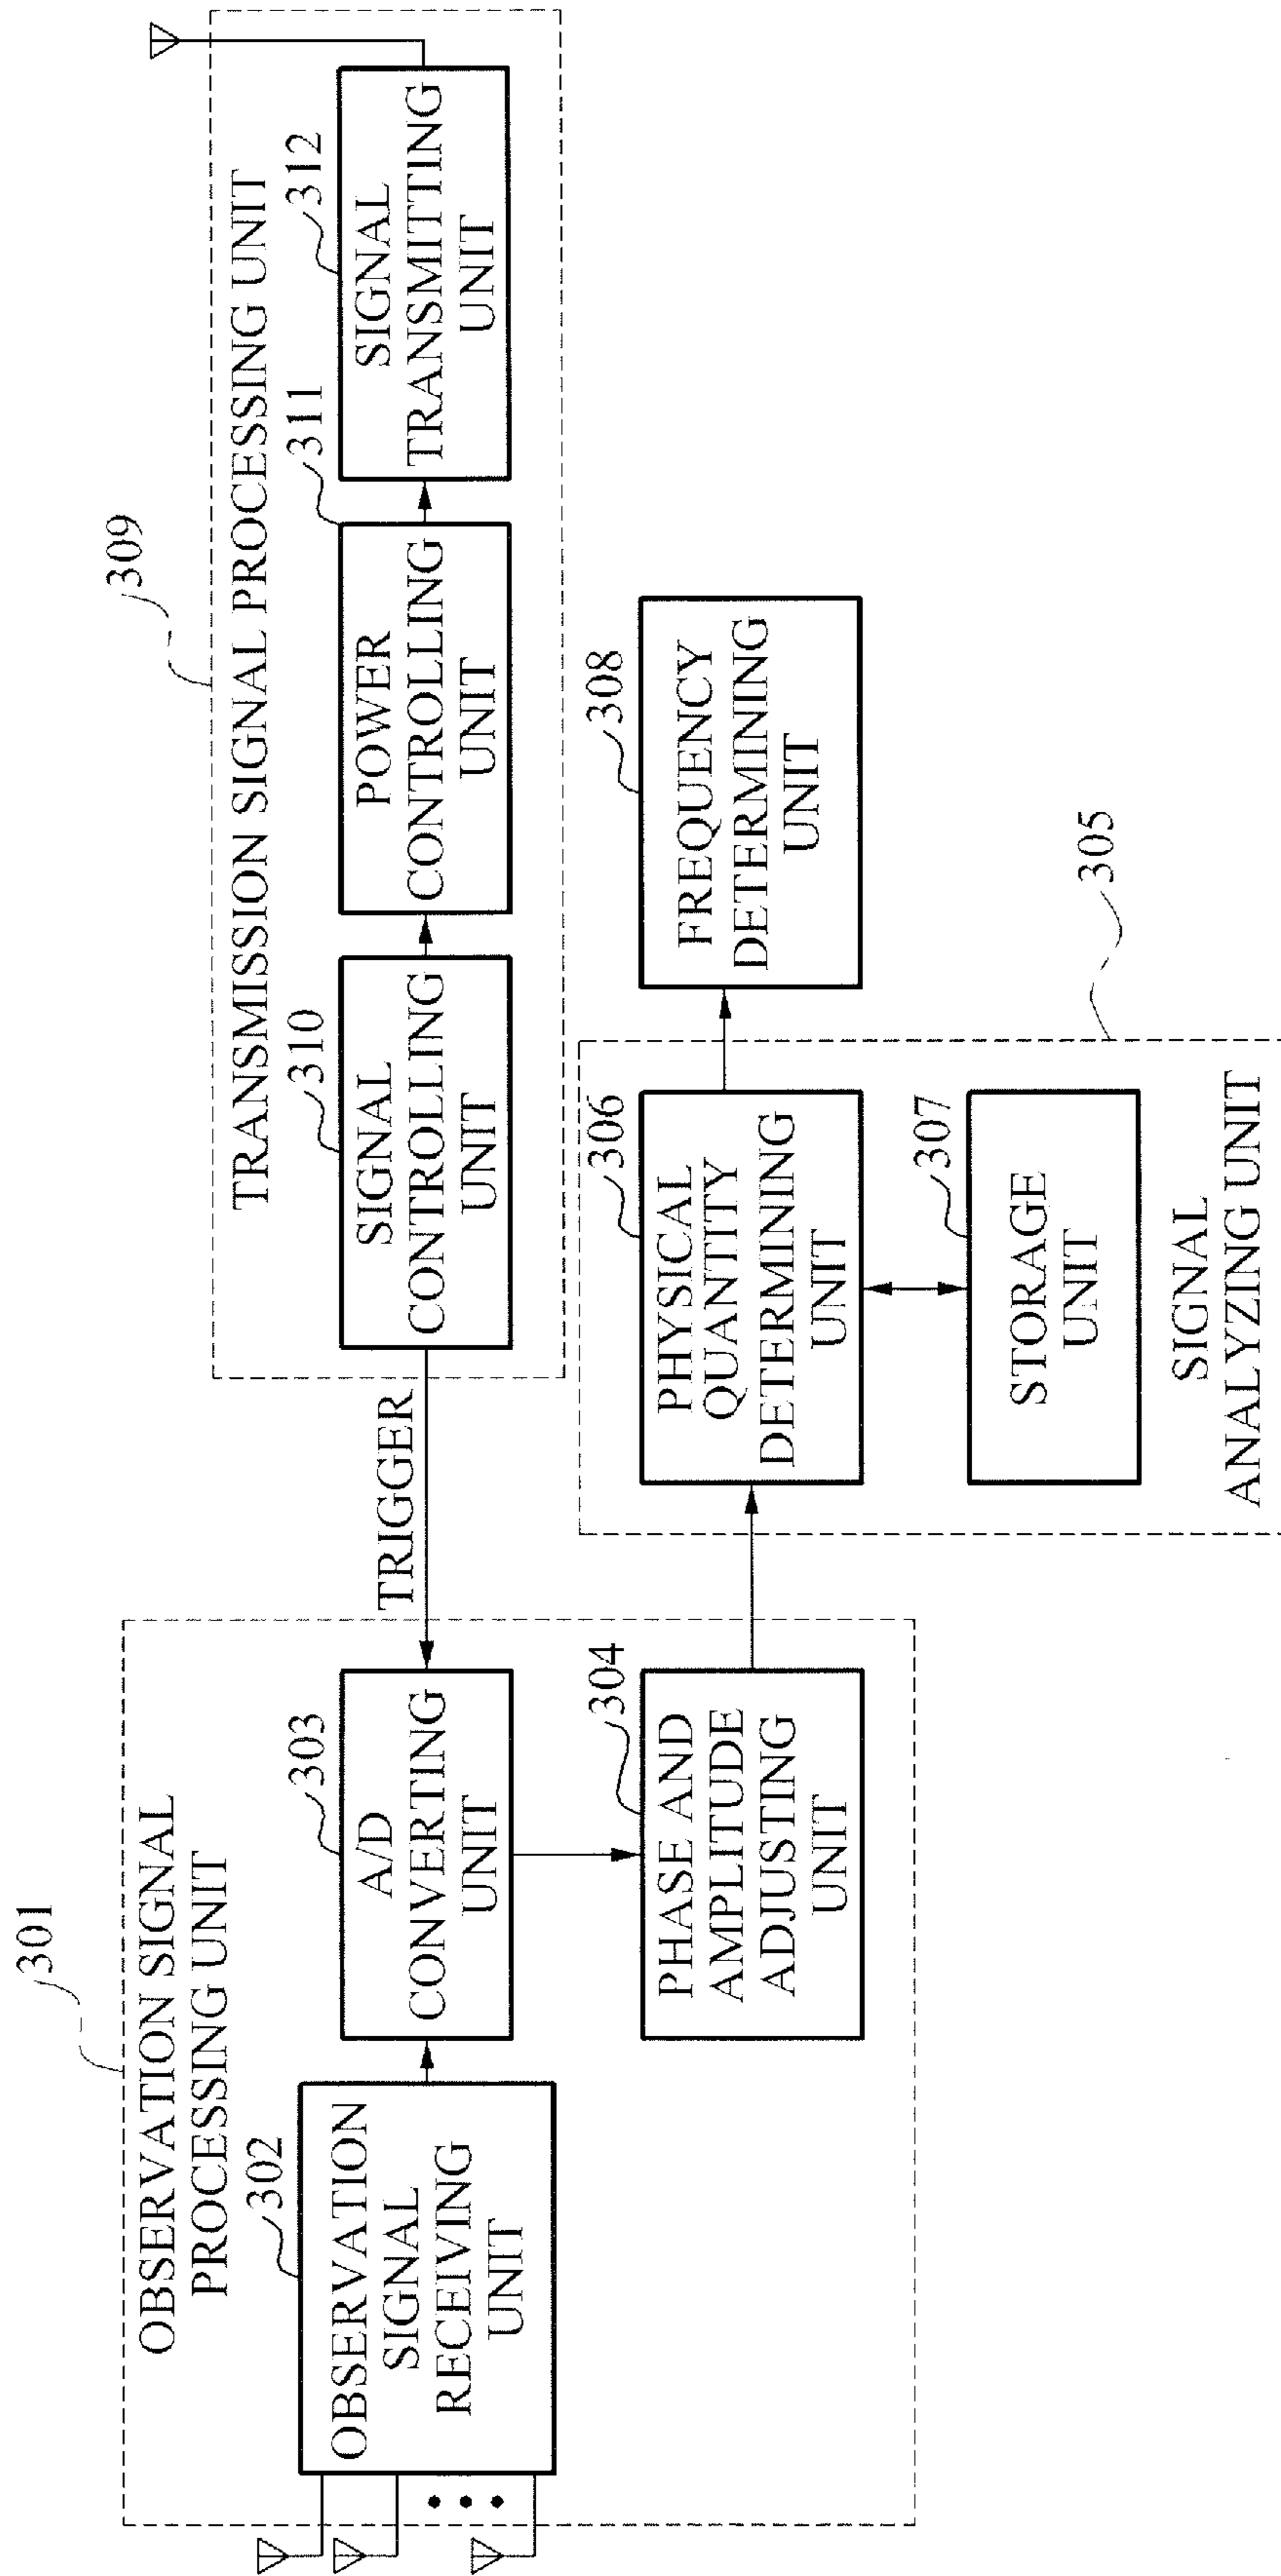 301
OBSERVATION SIGNAL
PROCESSING UNIT
302
OBSERVATION
SIGNAL
RECEIVING
UNIT
303
A/D
CONVERTING
UNIT
304
PHASE AND
AMPLITUDE
ADJUSTING
UNIT
TRIGGER
309
TRANSMISSION SIGNAL PROCESSING UNIT
310
SIGNAL
CONTROLLING
UNIT
311
POWER
CONTROLLING
UNIT
312
SIGNAL
TRANSMITTING
UNIT
306
PHYSICAL
QUANTITY
DETERMINING
UNIT
307
STORAGE
UNIT
SIGNAL
ANALYZING UNIT
305
308
FREQUENCY
DETERMINING
UNIT